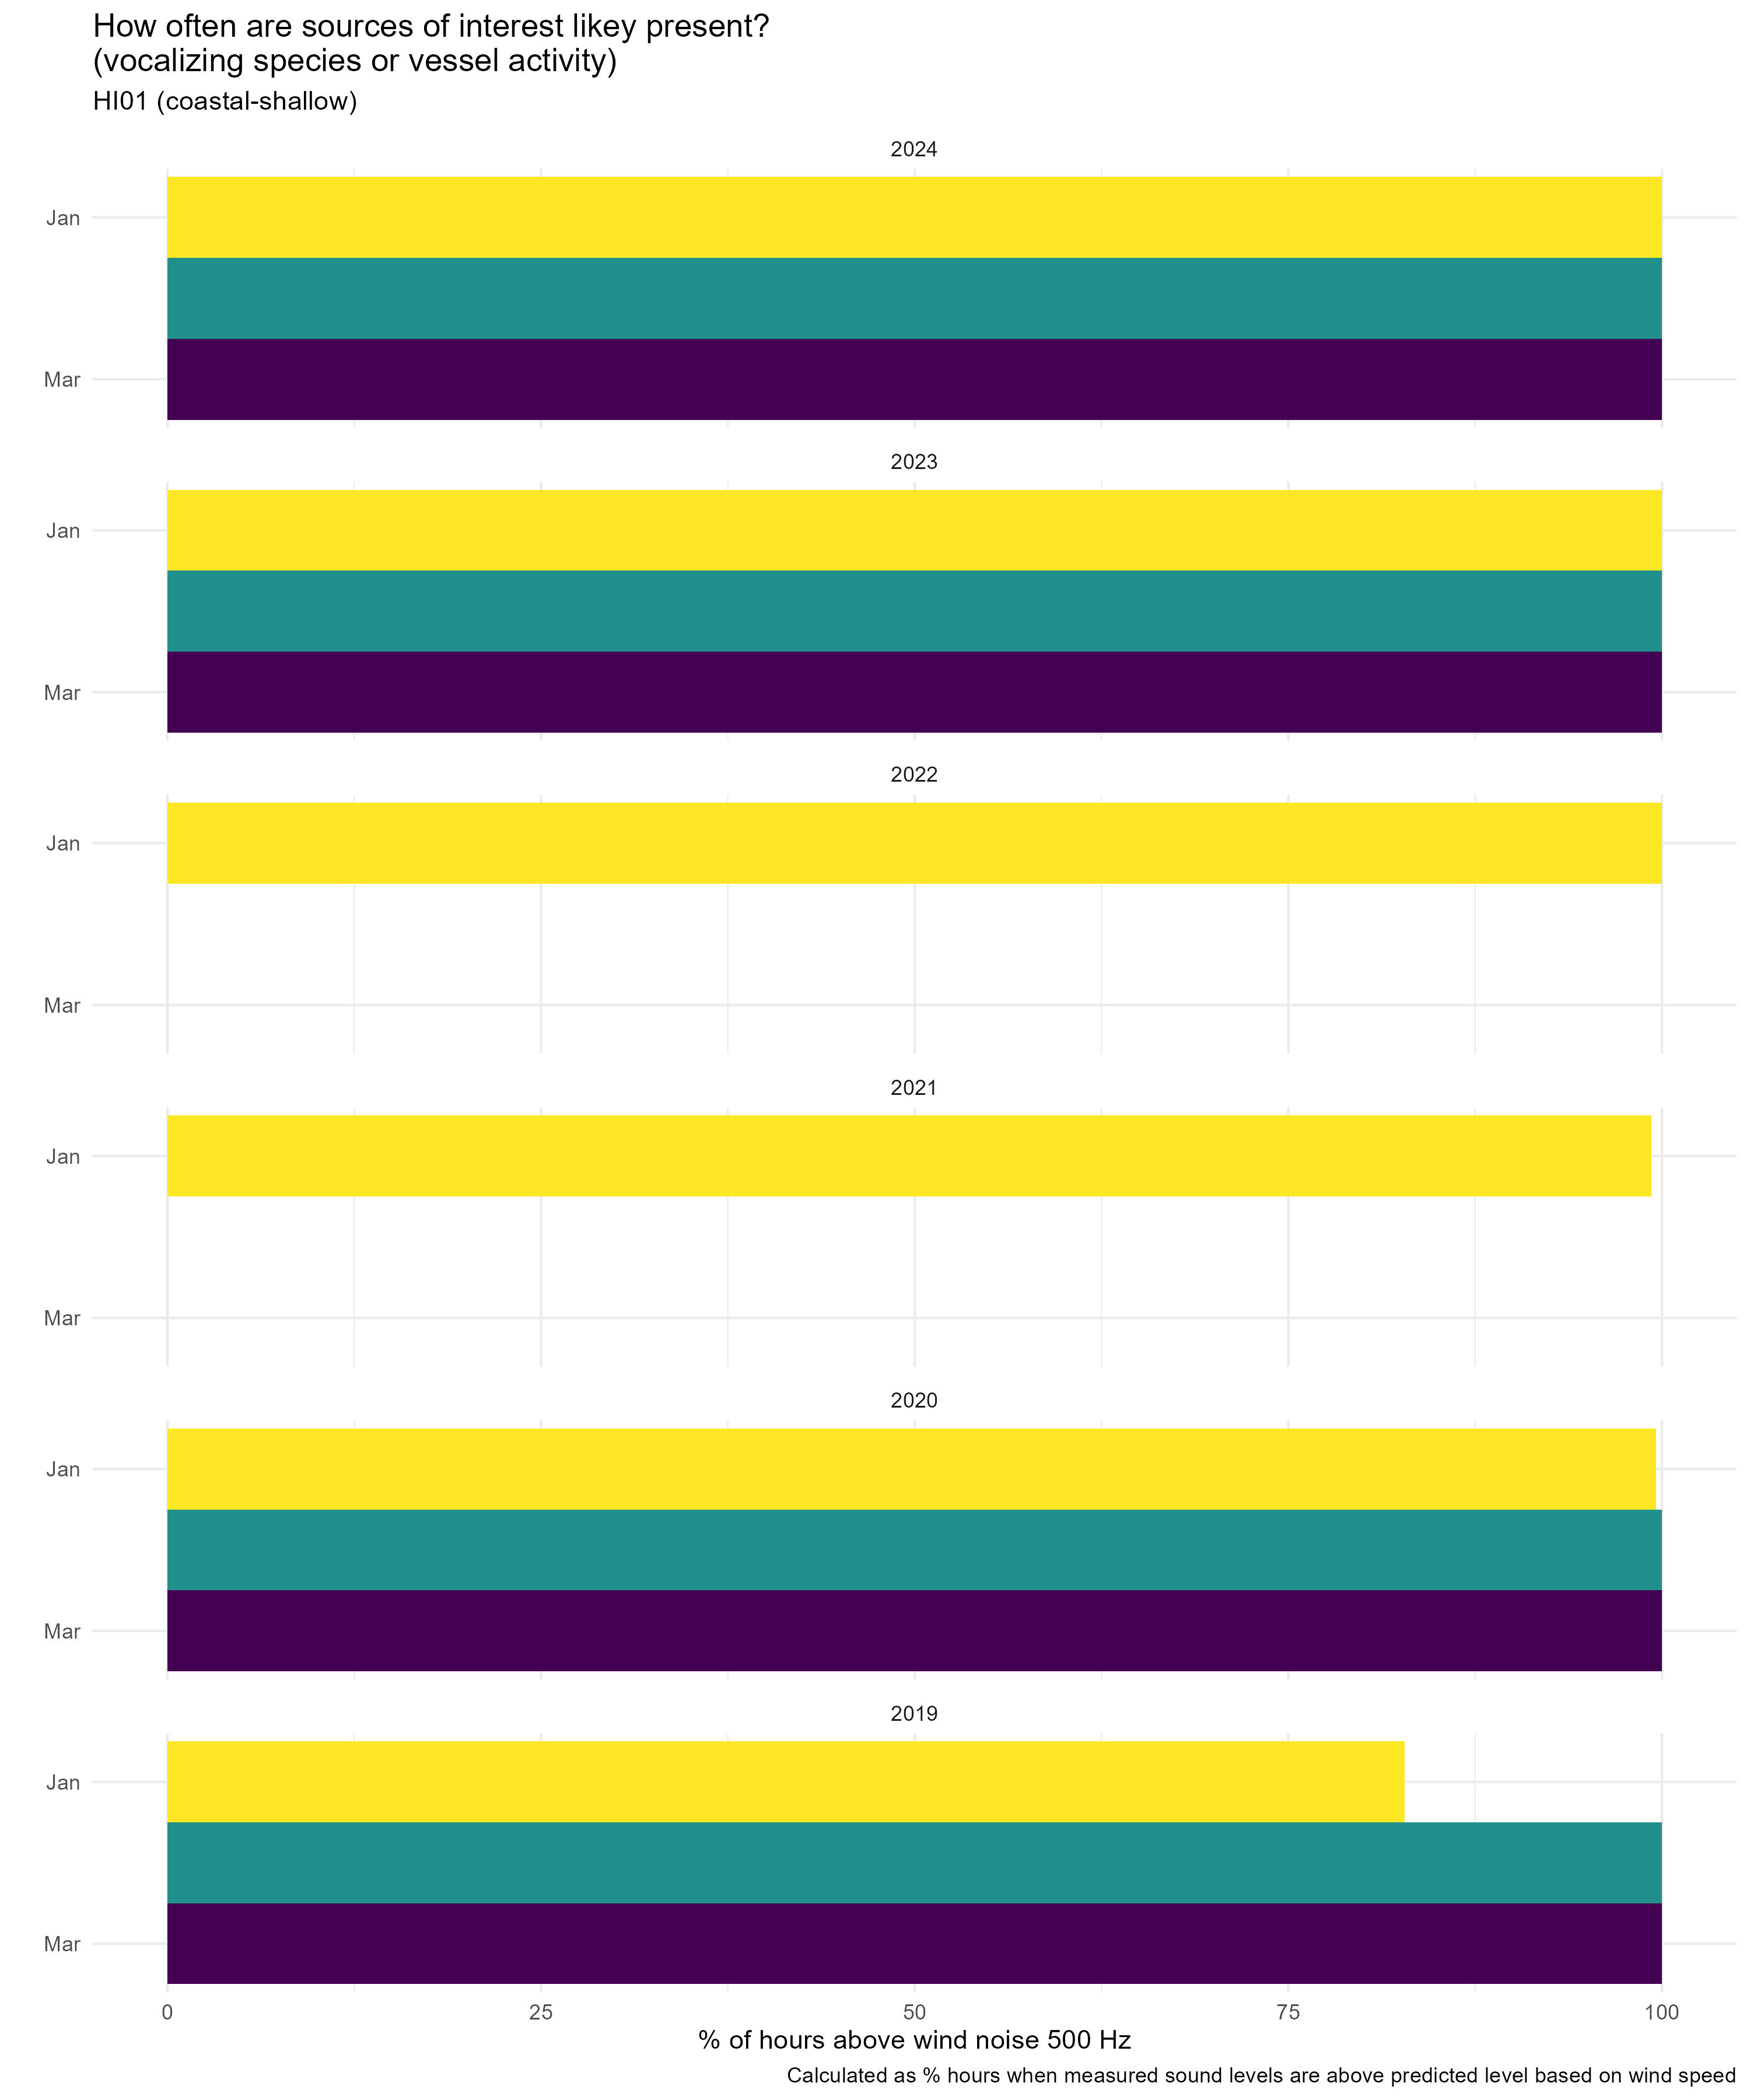 How often are sources of interest likey present?
(vocalizing species or vessel activity)
HI01 (coastal-shallow)
2024
Jan
Mar
2023
Jan
Mar
2022
Jan
Mar
2021
Jan
Mar
2020
Jan
Mar
2019
Jan
Mar
0 25 50 75 100
% of hours above wind noise 500 Hz
Calculated as % hours when measured sound levels are above predicted level based on wind speed